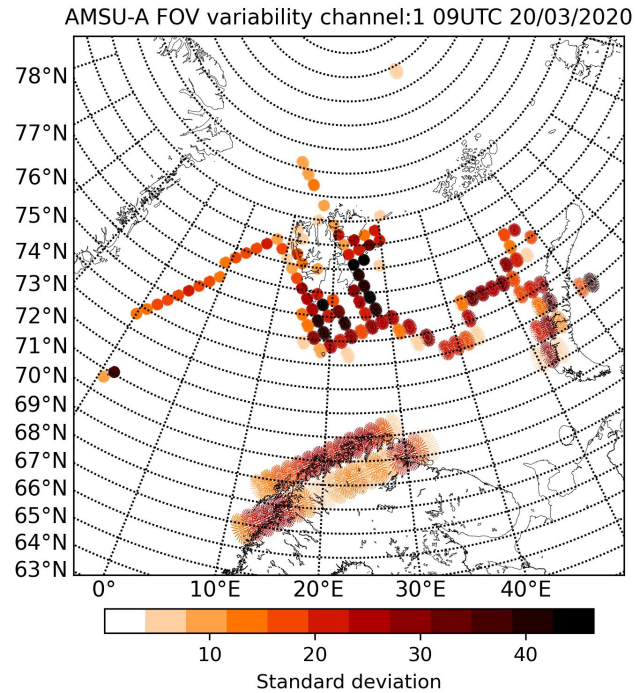 AMSU-A FOV variability channel:1 09UTC 20/03/2020
78°N
77°N
76°N
75°N
74°N
73°N
72°N
71°N
70°N
69°N
68°N
67°N
66°N
65°N
64°N
63°N
0° 10°E 20°E 30°E 40°E
10 20 30 40
Standard deviation